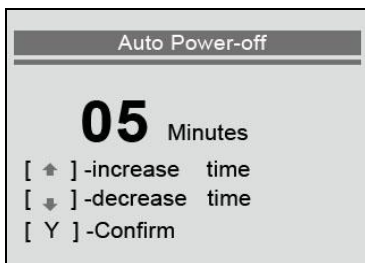 Auto Power-off
05 Minutes
[ ↑ ] -increase time
[ ↓ ] -decrease time
[ Y ] -Confirm